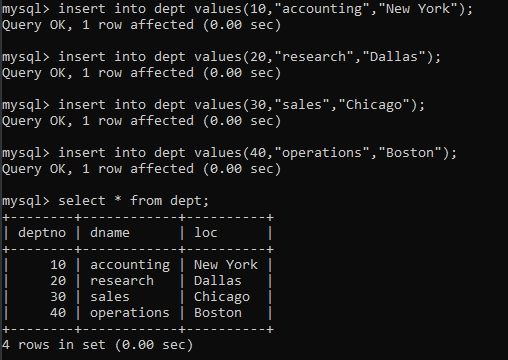 mysql> insert into dept values(10,"accounting","New York");
Query OK, 1 row affected (0.00 sec)
mysql> insert into dept values(20,"research","Dallas");
Query OK, 1 row affected (0.00 sec)
mysql> insert into dept values(30,"sales","Chicago");
Query OK, 1 row affected (0.00 sec)
mysql> insert into dept values(40,"operations","Boston");
Query OK, 1 row affected (0.00 sec)
mysql> select * from dept;
+--------+------------+----------+
| deptno | dname      | loc      |
+--------+------------+----------+
|     10 | accounting | New York |
|     20 | research   | Dallas   |
|     30 | sales      | Chicago  |
|     40 | operations | Boston   |
+--------+------------+----------+
4 rows in set (0.00 sec)